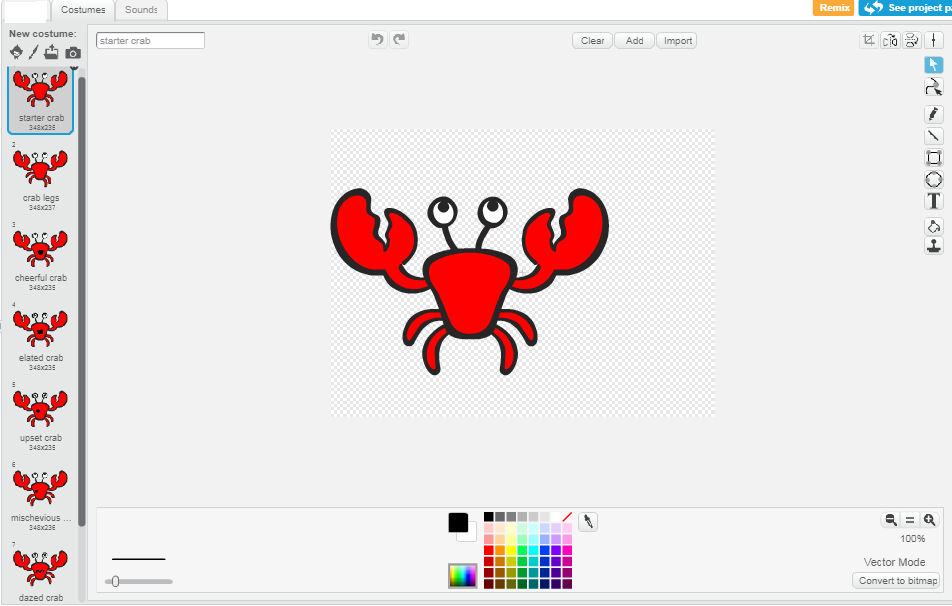 Costumes
Sounds
Remix
See project p
New costume:
starter crab
Clear
Add
Import
starter crab
348x235
2
crab legs
348x237
3
cheerful crab
348x235
4
elated crab
348x235
5
upset crab
348x235
6
mischevious ...
348x236
7
dazed crab
T
100%
Vector Mode
Convert to bitmap